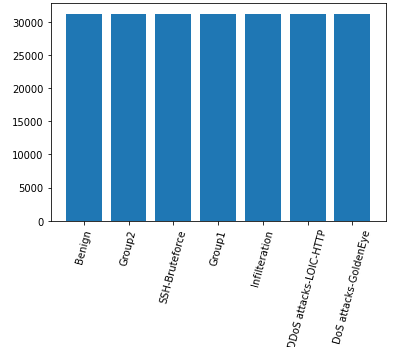 30000
25000
20000
15000
10000
5000
0
Benign
Group2
SSH-Bruteforce
Group1
Infilteration
DDoS attacks-LOIC-HTTP
DoS attacks-GoldenEye